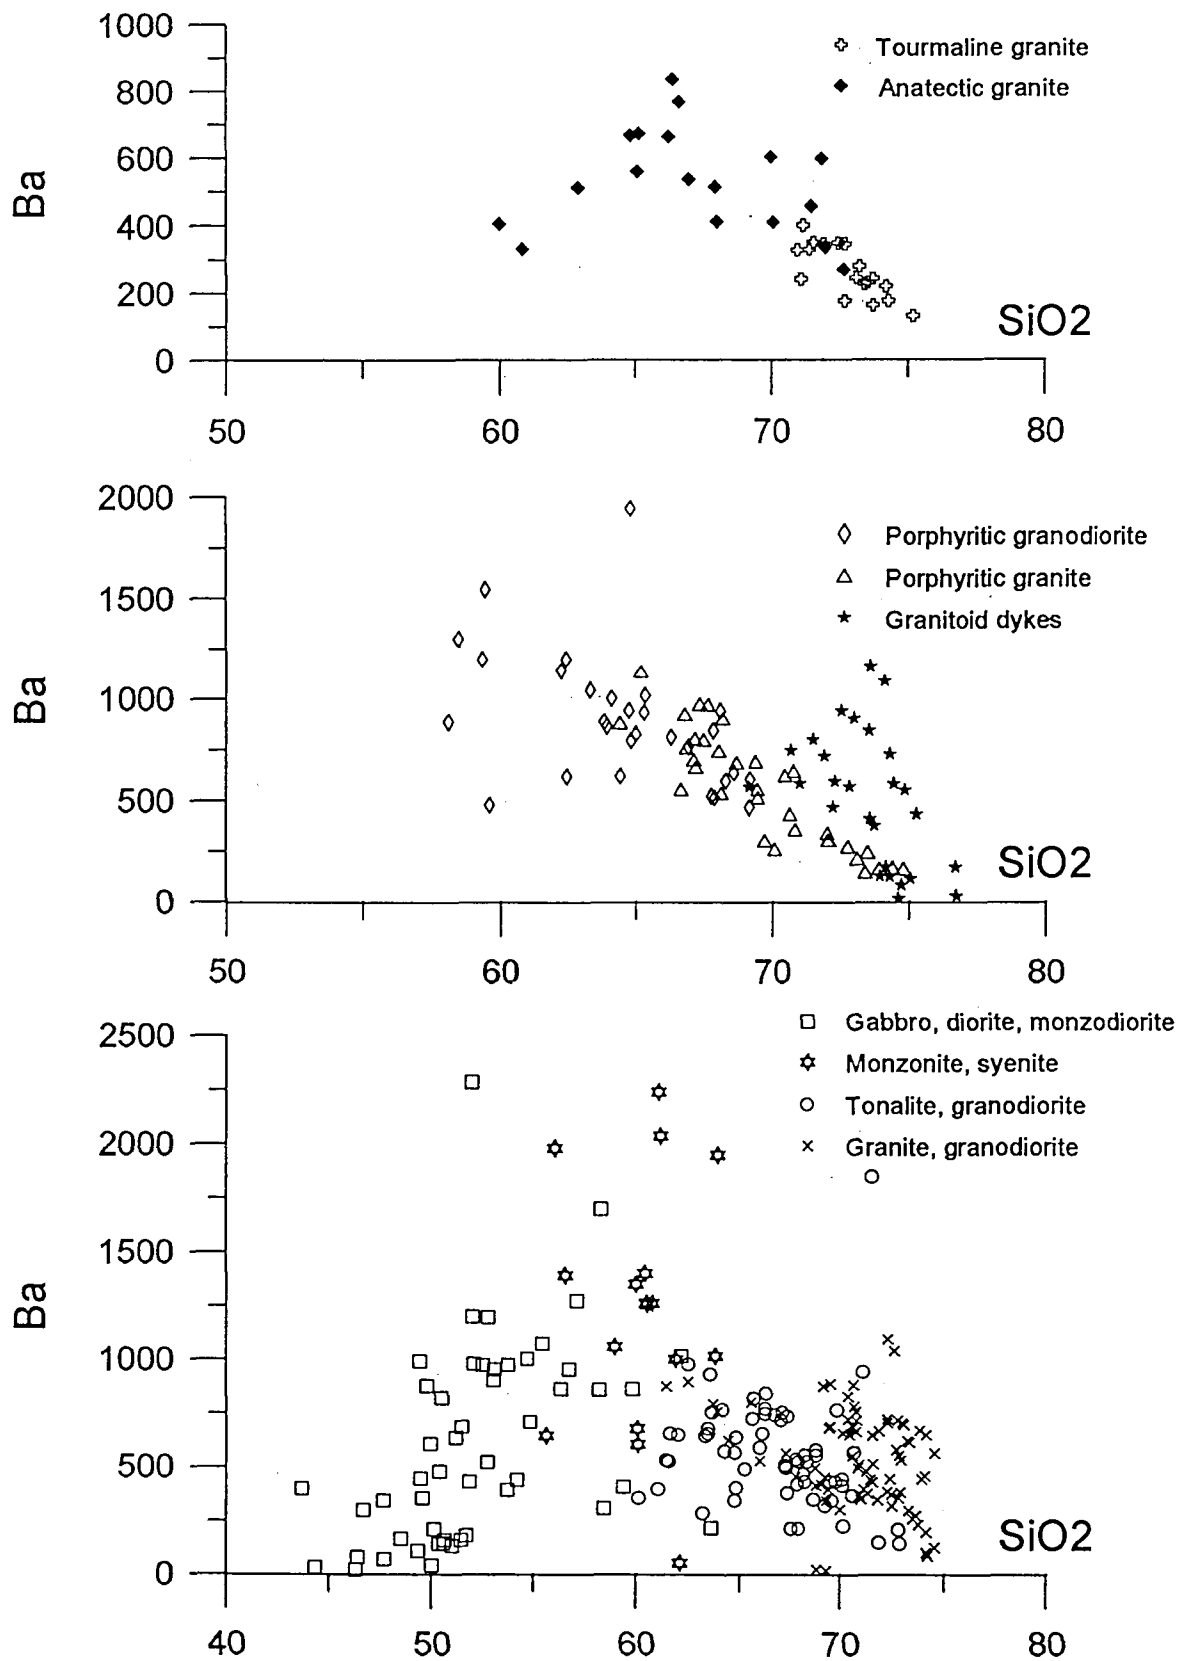 1000
Tourmaline granite
Anatectic granite
800
600
Ba
400
200
SiO2
0
50 60 70 80
2000
Porphyritic granodiorite
Porphyritic granite
Granitoid dykes
1500
1000
Ba
500
SiO2
0
50 60 70 80
2500
Gabbro, diorite, monzodiorite
Monzonite, syenite
Tonalite, granodiorite
Granite, granodiorite
2000
1500
Ba
1000
500
SiO2
0
40 50 60 70 80